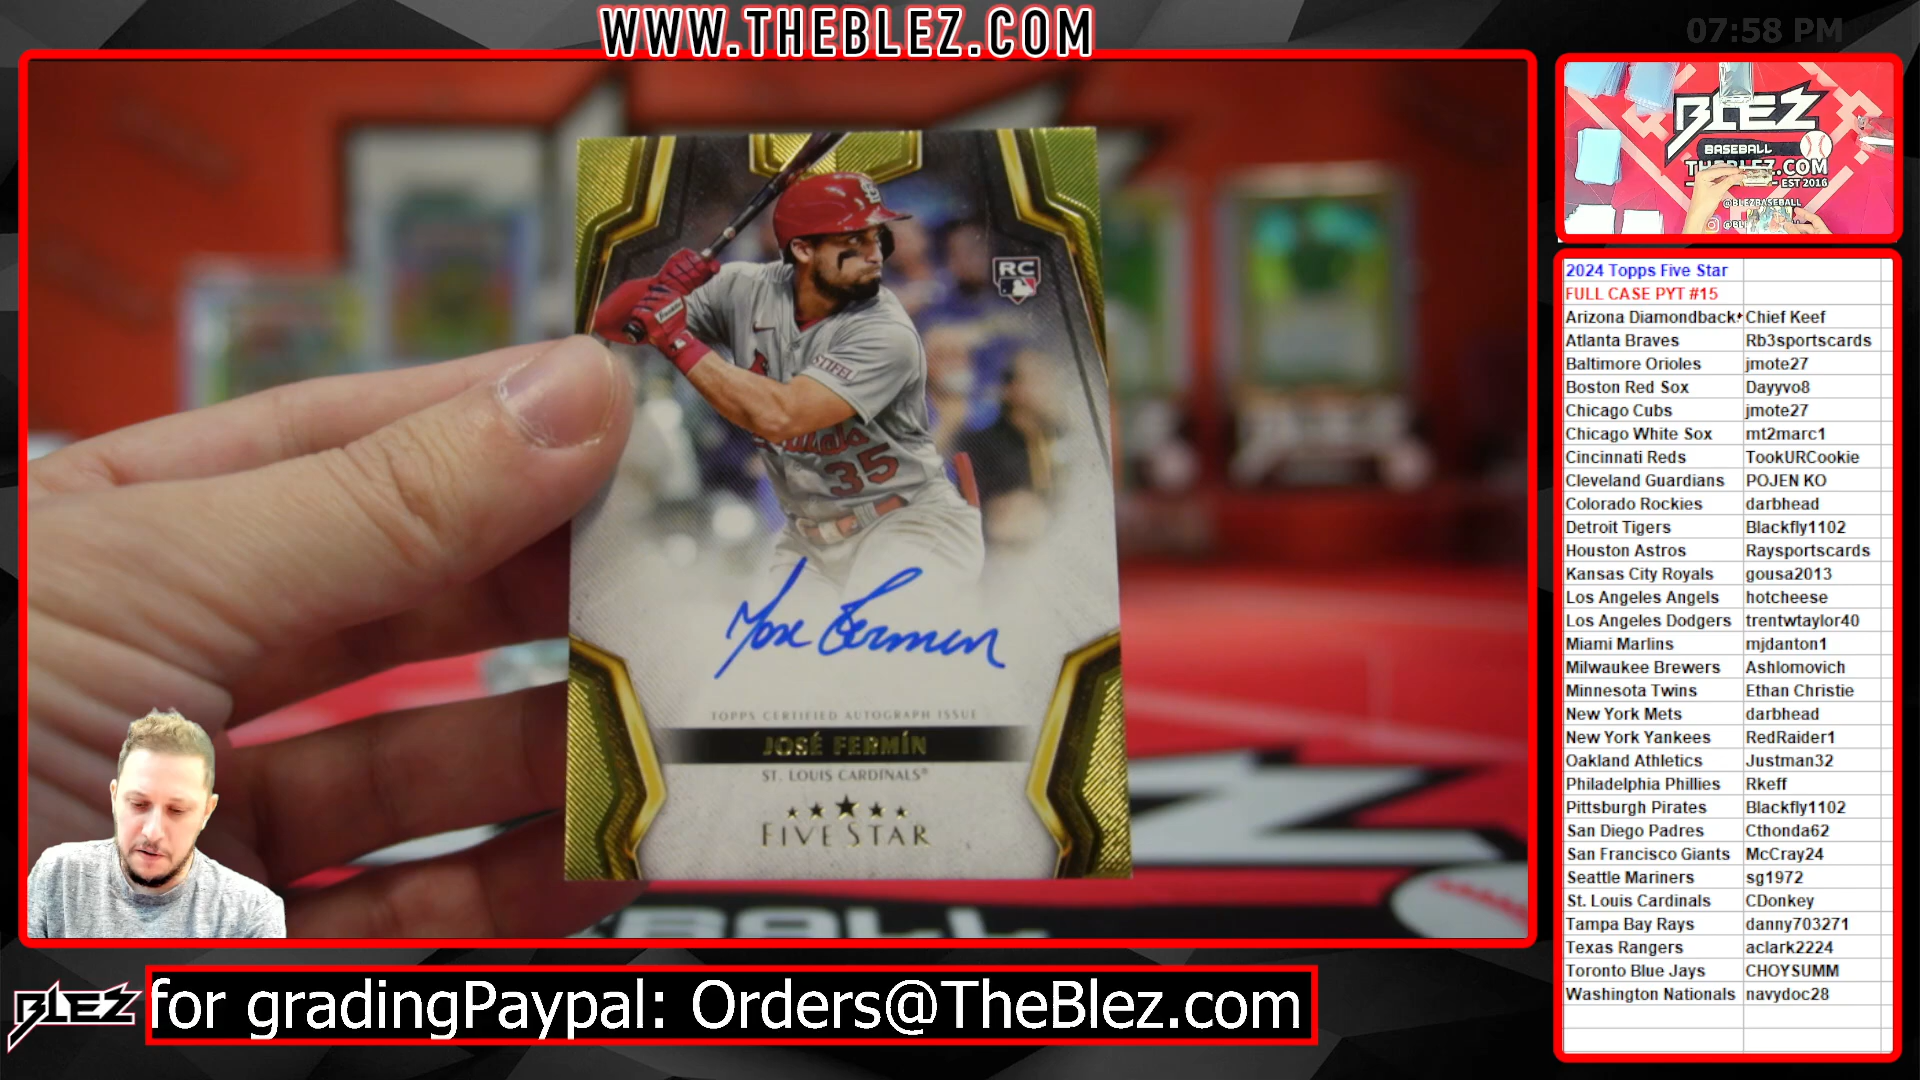 WWW.THEBLEZ.COM
07:58 PM
BLEZ
BASEBALL
EST 2016
@BLEZBASEBALL
RC
STIFEL
35
Jose Fermin
TOPPS CERTIFIED AUTOGRAPH ISSUE
JOSÉ FERMÍN
ST. LOUIS CARDINALS®
FIVE STAR
2024 Topps Five Star
FULL CASE PYT #15
Arizona Diamondback Chief Keef
Atlanta Braves Rb3sportscards
Baltimore Orioles jmote27
Boston Red Sox Dayyvo8
Chicago Cubs jmote27
Chicago White Sox mt2marc1
Cincinnati Reds TookURCookie
Cleveland Guardians POJEN KO
Colorado Rockies darbhead
Detroit Tigers Blackfly1102
Houston Astros Raysportscards
Kansas City Royals gousa2013
Los Angeles Angels hotcheese
Los Angeles Dodgers trentwtaylor40
Miami Marlins mjdanton1
Milwaukee Brewers Ashlomovich
Minnesota Twins Ethan Christie
New York Mets darbhead
New York Yankees RedRaider1
Oakland Athletics Justman32
Philadelphia Phillies Rkeff
Pittsburgh Pirates Blackfly1102
San Diego Padres Cthonda62
San Francisco Giants McCray24
Seattle Mariners sg1972
St. Louis Cardinals CDonkey
Tampa Bay Rays danny703271
Texas Rangers aclark2224
Toronto Blue Jays CHOYSUMM
Washington Nationals navydoc28
BLEZ
for gradingPaypal: Orders@TheBlez.com